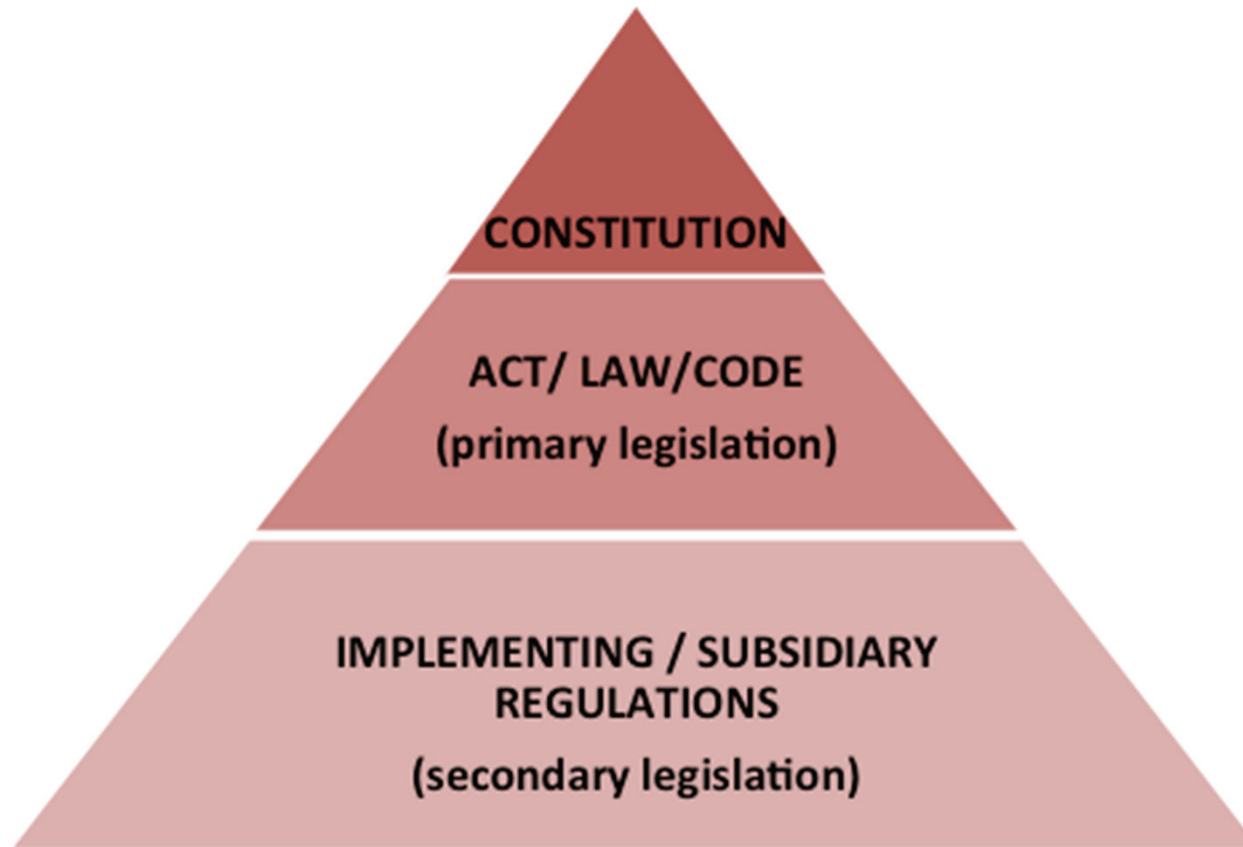 CONSTITUTION
ACT/ LAW/CODE
(primary legislation)
IMPLEMENTING / SUBSIDIARY
REGULATIONS
(secondary legislation)